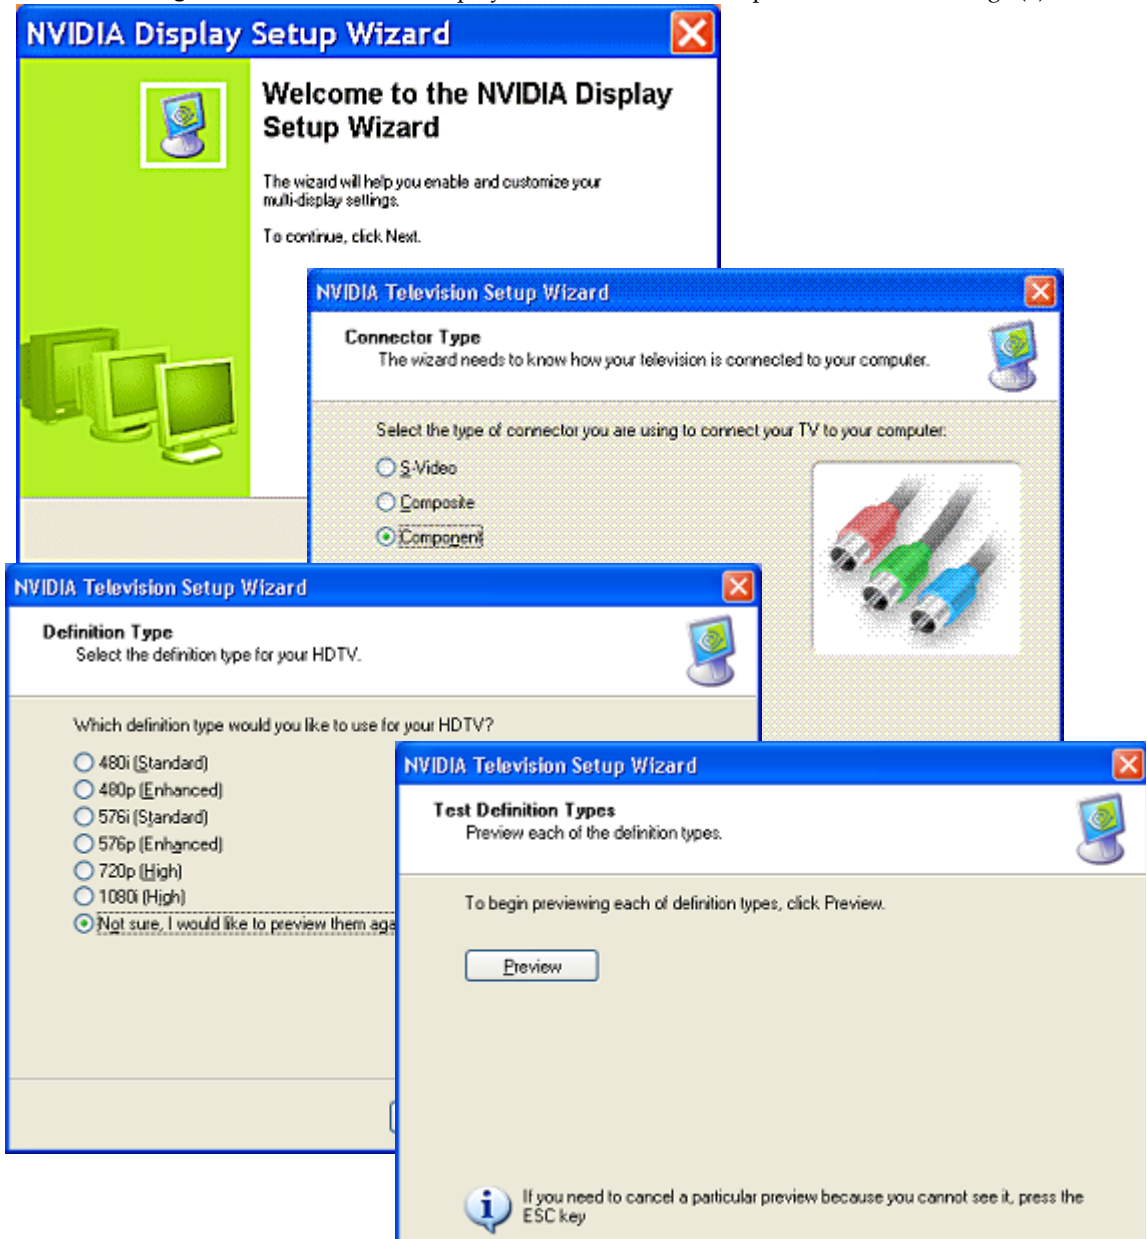 NVIDIA Display Setup Wizard
Welcome to the NVIDIA Display
Setup Wizard
The wizard will help you enable and customize your
multi-display settings.
To continue, click Next.
NVIDIA Television Setup Wizard
Connector Type
The wizard needs to know how your television is connected to your computer.
Select the type of connector you are using to connect your TV to your computer:
S-Video
Composite
Component
NVIDIA Television Setup Wizard
Definition Type
Select the definition type for your HDTV.
Which definition type would you like to use for your HDTV?
480i (Standard)
480p (Enhanced)
576i (Standard)
576p (Enhanced)
720p (High)
1080i (High)
Not sure, I would like to preview them aga
NVIDIA Television Setup Wizard
Test Definition Types
Preview each of the definition types.
To begin previewing each of definition types, click Preview.
Preview
If you need to cancel a particular preview because you cannot see it, press the
ESC key